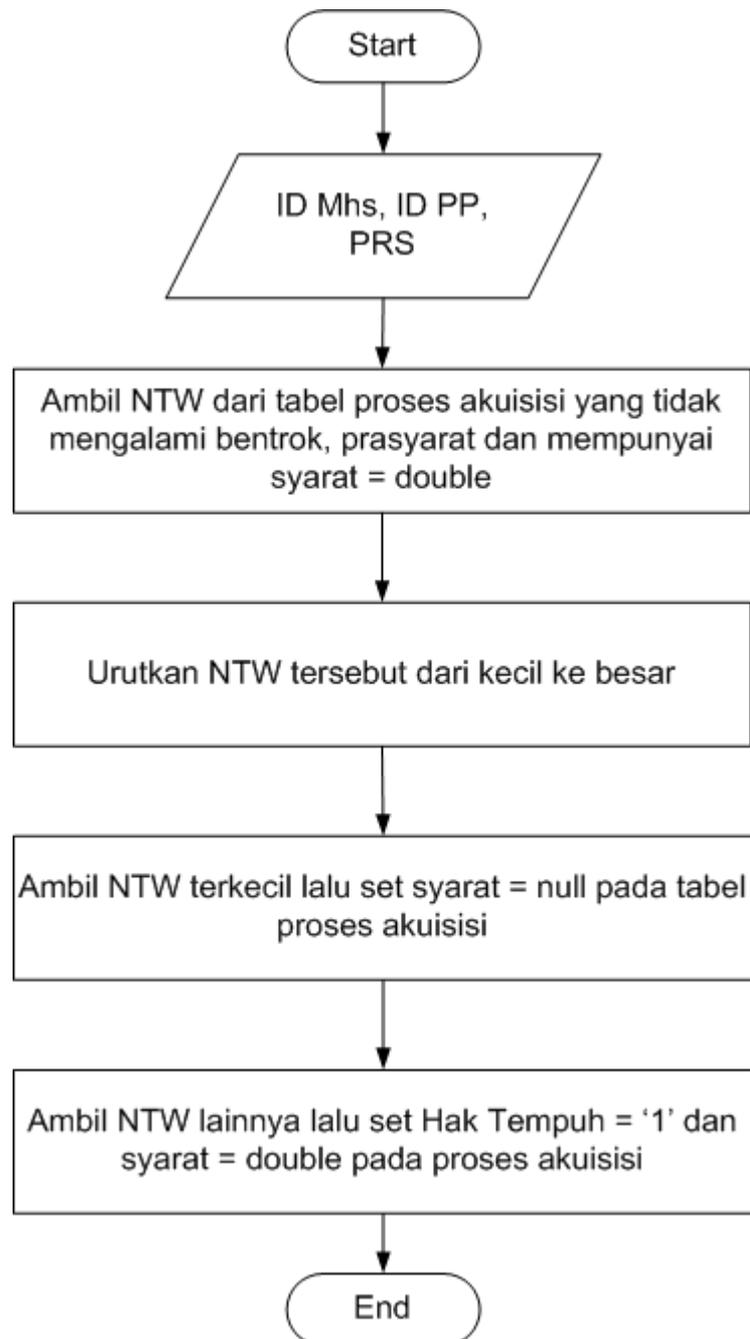 Start
ID Mhs, ID PP,
PRS
Ambil NTW dari tabel proses akuisisi yang tidak
mengalami bentrok, prasyarat dan mempunyai
syarat = double
Urutkan NTW tersebut dari kecil ke besar
Ambil NTW terkecil lalu set syarat = null pada tabel
proses akuisisi
Ambil NTW lainnya lalu set Hak Tempuh = ‘1’ dan
syarat = double pada proses akuisisi
End